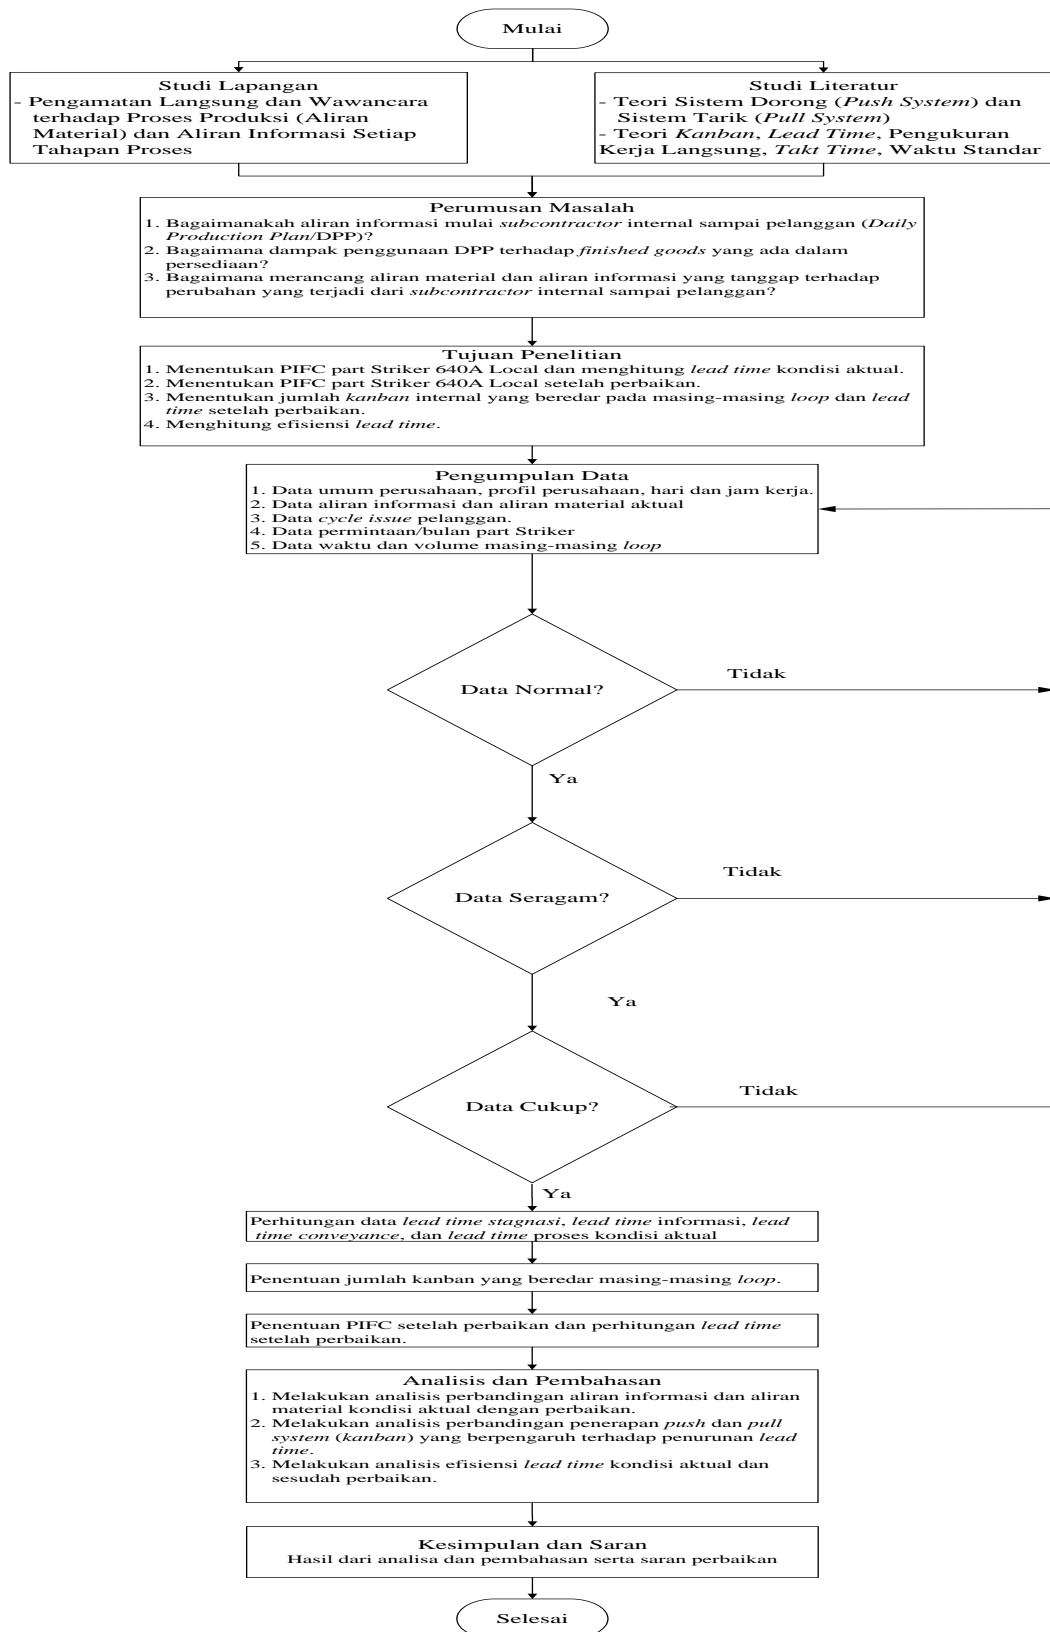 Mulai
Studi Lapangan
- Pengamatan Langsung dan Wawancara
terhadap Proses Produksi (Aliran
Material) dan Aliran Informasi Setiap
Tahapan Proses
Studi Literatur
- Teori Sistem Dorong (Push System) dan
Sistem Tarik (Pull System)
- Teori Kanban, Lead Time, Pengukuran
Kerja Langsung, Takt Time, Waktu Standar
Perumusan Masalah
1. Bagaimanakah aliran informasi mulai subcontractor internal sampai pelanggan (Daily
Production Plan/DPP)?
2. Bagaimana dampak penggunaan DPP terhadap finished goods yang ada dalam
persediaan?
3. Bagaimana merancang aliran material dan aliran informasi yang tanggap terhadap
perubahan yang terjadi dari subcontractor internal sampai pelanggan?
Tujuan Penelitian
1. Menentukan PIFC part Striker 640A Local dan menghitung lead time kondisi aktual.
2. Menentukan PIFC part Striker 640A Local setelah perbaikan.
3. Menentukan jumlah kanban internal yang beredar pada masing-masing loop dan lead
time setelah perbaikan.
4. Menghitung efisiensi lead time.
Pengumpulan Data
1. Data umum perusahaan, profil perusahaan, hari dan jam kerja.
2. Data aliran informasi dan aliran material aktual
3. Data cycle issue pelanggan.
4. Data permintaan/bulan part Striker
5. Data waktu dan volume masing-masing loop
Data Normal?
Tidak
Ya
Data Seragam?
Tidak
Ya
Data Cukup?
Tidak
Ya
Perhitungan data lead time stagnasi, lead time informasi, lead
time conveyance, dan lead time proses kondisi aktual
Penentuan jumlah kanban yang beredar masing-masing loop.
Penentuan PIFC setelah perbaikan dan perhitungan lead time
setelah perbaikan.
Analisis dan Pembahasan
1. Melakukan analisis perbandingan aliran informasi dan aliran
material kondisi aktual dengan perbaikan.
2. Melakukan analisis perbandingan penerapan push dan pull
system (kanban) yang berpengaruh terhadap penurunan lead
time.
3. Melakukan analisis efisiensi lead time kondisi aktual dan
sesudah perbaikan.
Kesimpulan dan Saran
Hasil dari analisa dan pembahasan serta saran perbaikan
Selesai